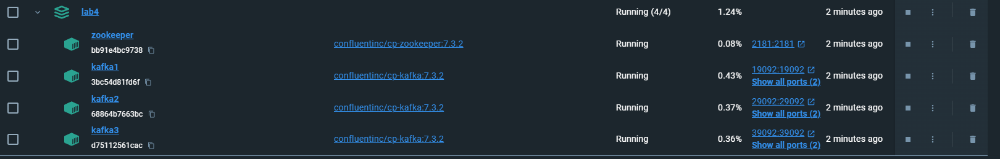 lab4 Running (4/4) 1.24% 2 minutes ago
zookeeper
bb91e4bc9738 confluentinc/cp-zookeeper:7.3.2 Running 0.08% 2181:2181 2 minutes ago
kafka1
3bc54d81fd6f confluentinc/cp-kafka:7.3.2 Running 0.43% 19092:19092 Show all ports (2) 2 minutes ago
kafka2
68864b7663bc confluentinc/cp-kafka:7.3.2 Running 0.37% 29092:29092 Show all ports (2) 2 minutes ago
kafka3
d75112561cac confluentinc/cp-kafka:7.3.2 Running 0.36% 39092:39092 Show all ports (2) 2 minutes ago